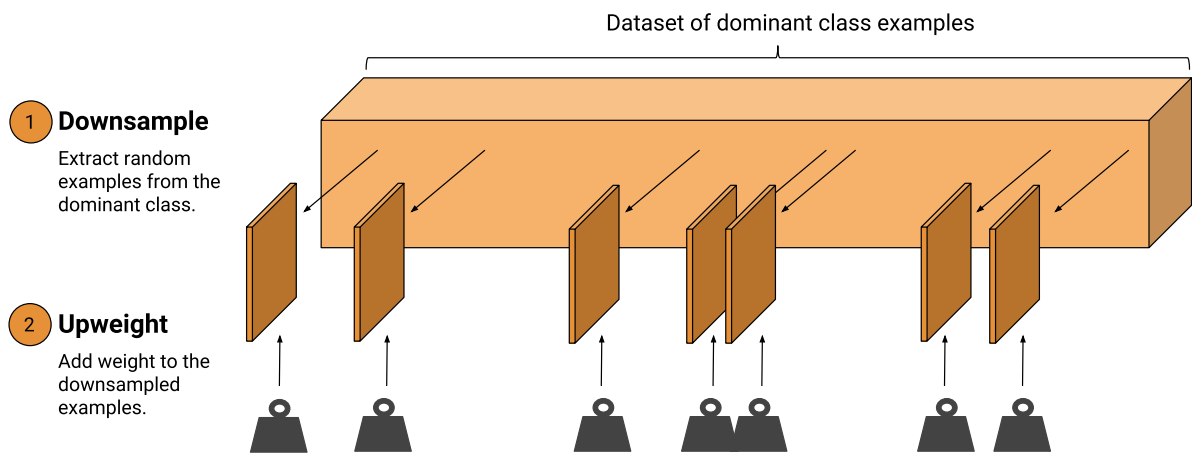 Dataset of dominant class examples
1 Downsample
Extract random
examples from the
dominant class.
2 Upweight
Add weight to the
downsampled
examples.